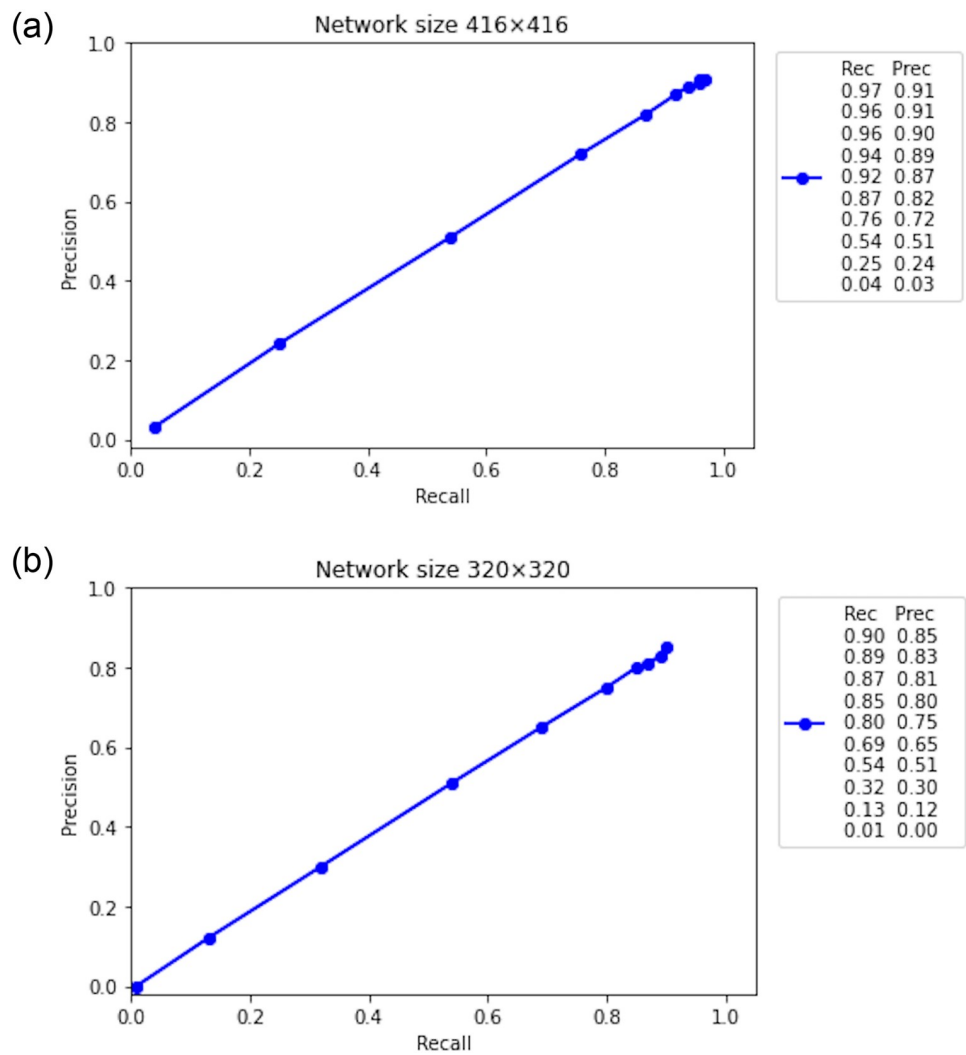 (a)
Network size 416×416
1.0
0.8
0.6
0.4
0.2
0.0
Precision
0.0 0.2 0.4 0.6 0.8 1.0
Recall
Rec Prec
0.97 0.91
0.96 0.91
0.96 0.90
0.94 0.89
0.92 0.87
0.87 0.82
0.76 0.72
0.54 0.51
0.25 0.24
0.04 0.03
(b)
Network size 320×320
1.0
0.8
0.6
0.4
0.2
0.0
Precision
0.0 0.2 0.4 0.6 0.8 1.0
Recall
Rec Prec
0.90 0.85
0.89 0.83
0.87 0.81
0.85 0.80
0.80 0.75
0.69 0.65
0.54 0.51
0.32 0.30
0.13 0.12
0.01 0.00